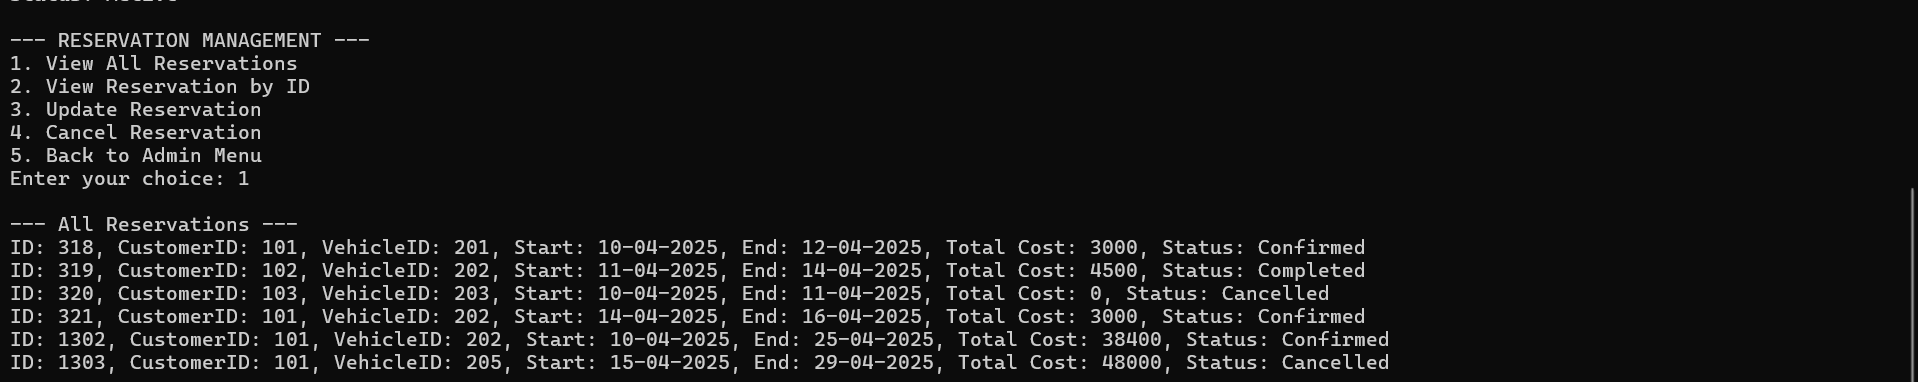 --- RESERVATION MANAGEMENT ---
1. View All Reservations
2. View Reservation by ID
3. Update Reservation
4. Cancel Reservation
5. Back to Admin Menu
Enter your choice: 1
--- All Reservations ---
ID: 318, CustomerID: 101, VehicleID: 201, Start: 10-04-2025, End: 12-04-2025, Total Cost: 3000, Status: Confirmed
ID: 319, CustomerID: 102, VehicleID: 202, Start: 11-04-2025, End: 14-04-2025, Total Cost: 4500, Status: Completed
ID: 320, CustomerID: 103, VehicleID: 203, Start: 10-04-2025, End: 11-04-2025, Total Cost: 0, Status: Cancelled
ID: 321, CustomerID: 101, VehicleID: 202, Start: 14-04-2025, End: 16-04-2025, Total Cost: 3000, Status: Confirmed
ID: 1302, CustomerID: 101, VehicleID: 202, Start: 10-04-2025, End: 25-04-2025, Total Cost: 38400, Status: Confirmed
ID: 1303, CustomerID: 101, VehicleID: 205, Start: 15-04-2025, End: 29-04-2025, Total Cost: 48000, Status: Cancelled